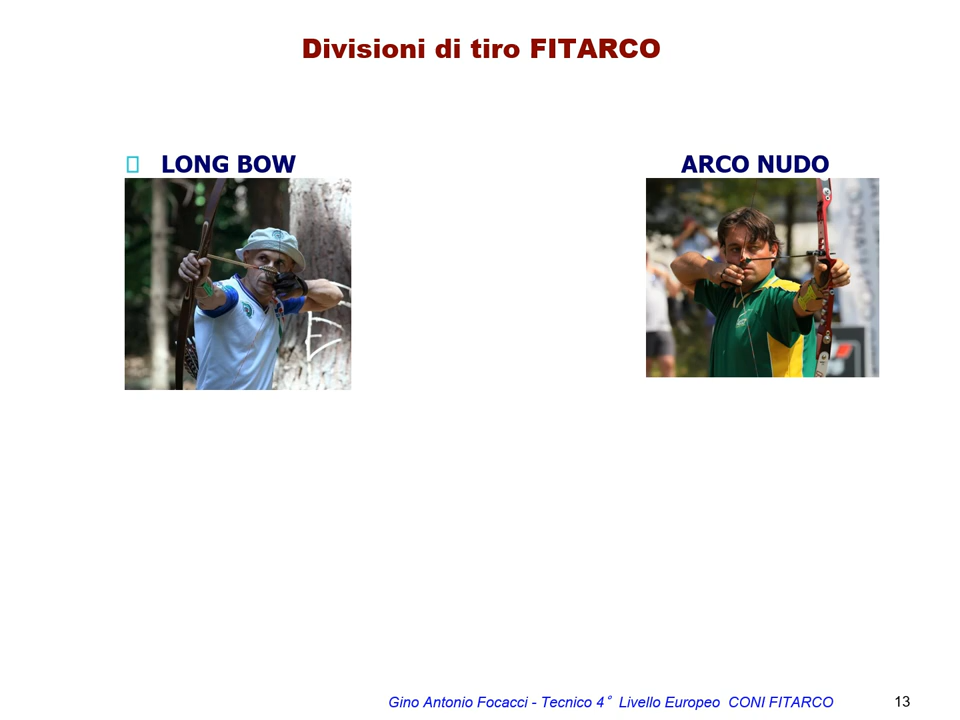 Divisioni di tiro FITARCO
LONG BOW
ARCO NUDO
Gino Antonio Focacci - Tecnico 4° Livello Europeo CONI FITARCO
13